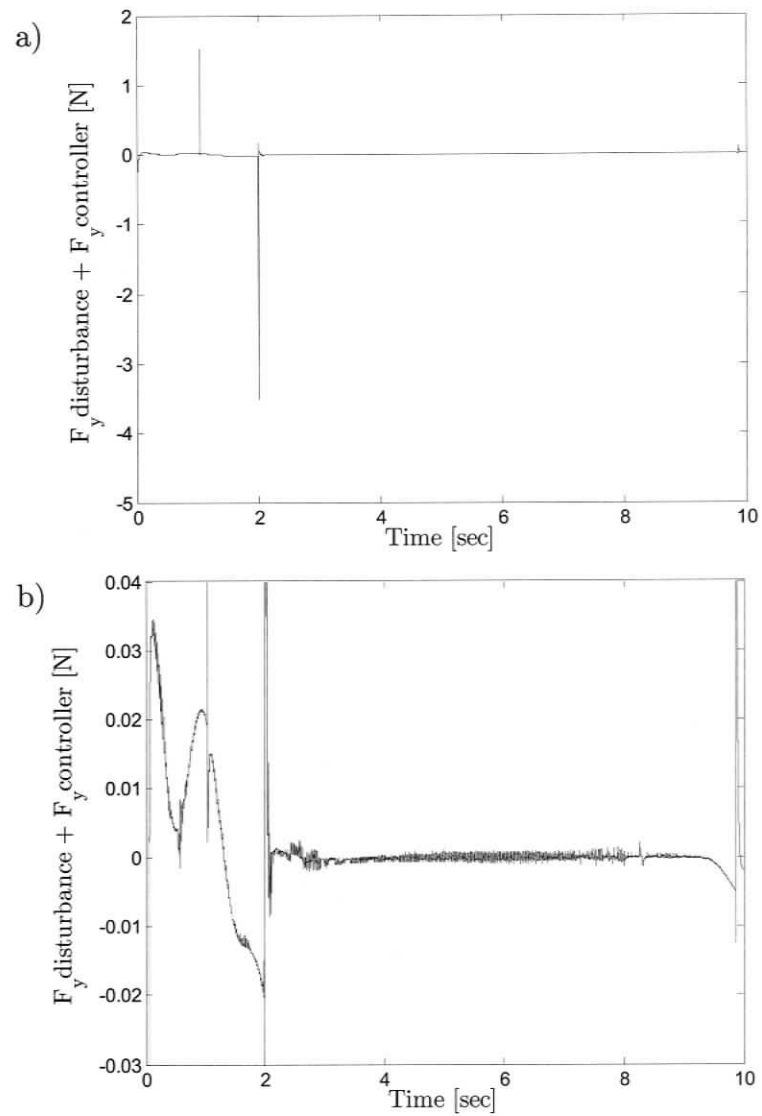 a)
F_y disturbance + F_y controller [N]
2
1
0
-1
-2
-3
-4
-5
0 2 4 6 8 10
Time [sec]
b)
F_y disturbance + F_y controller [N]
0.04
0.03
0.02
0.01
0
-0.01
-0.02
-0.03
0 2 4 6 8 10
Time [sec]